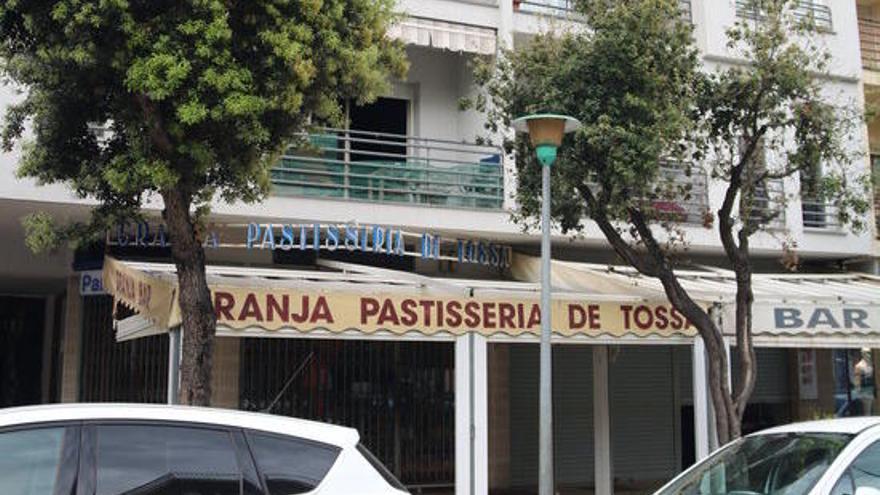 PASTISSERIA DE TOSSA
RANJA PASTISSERIA DE TOSSA
BAR